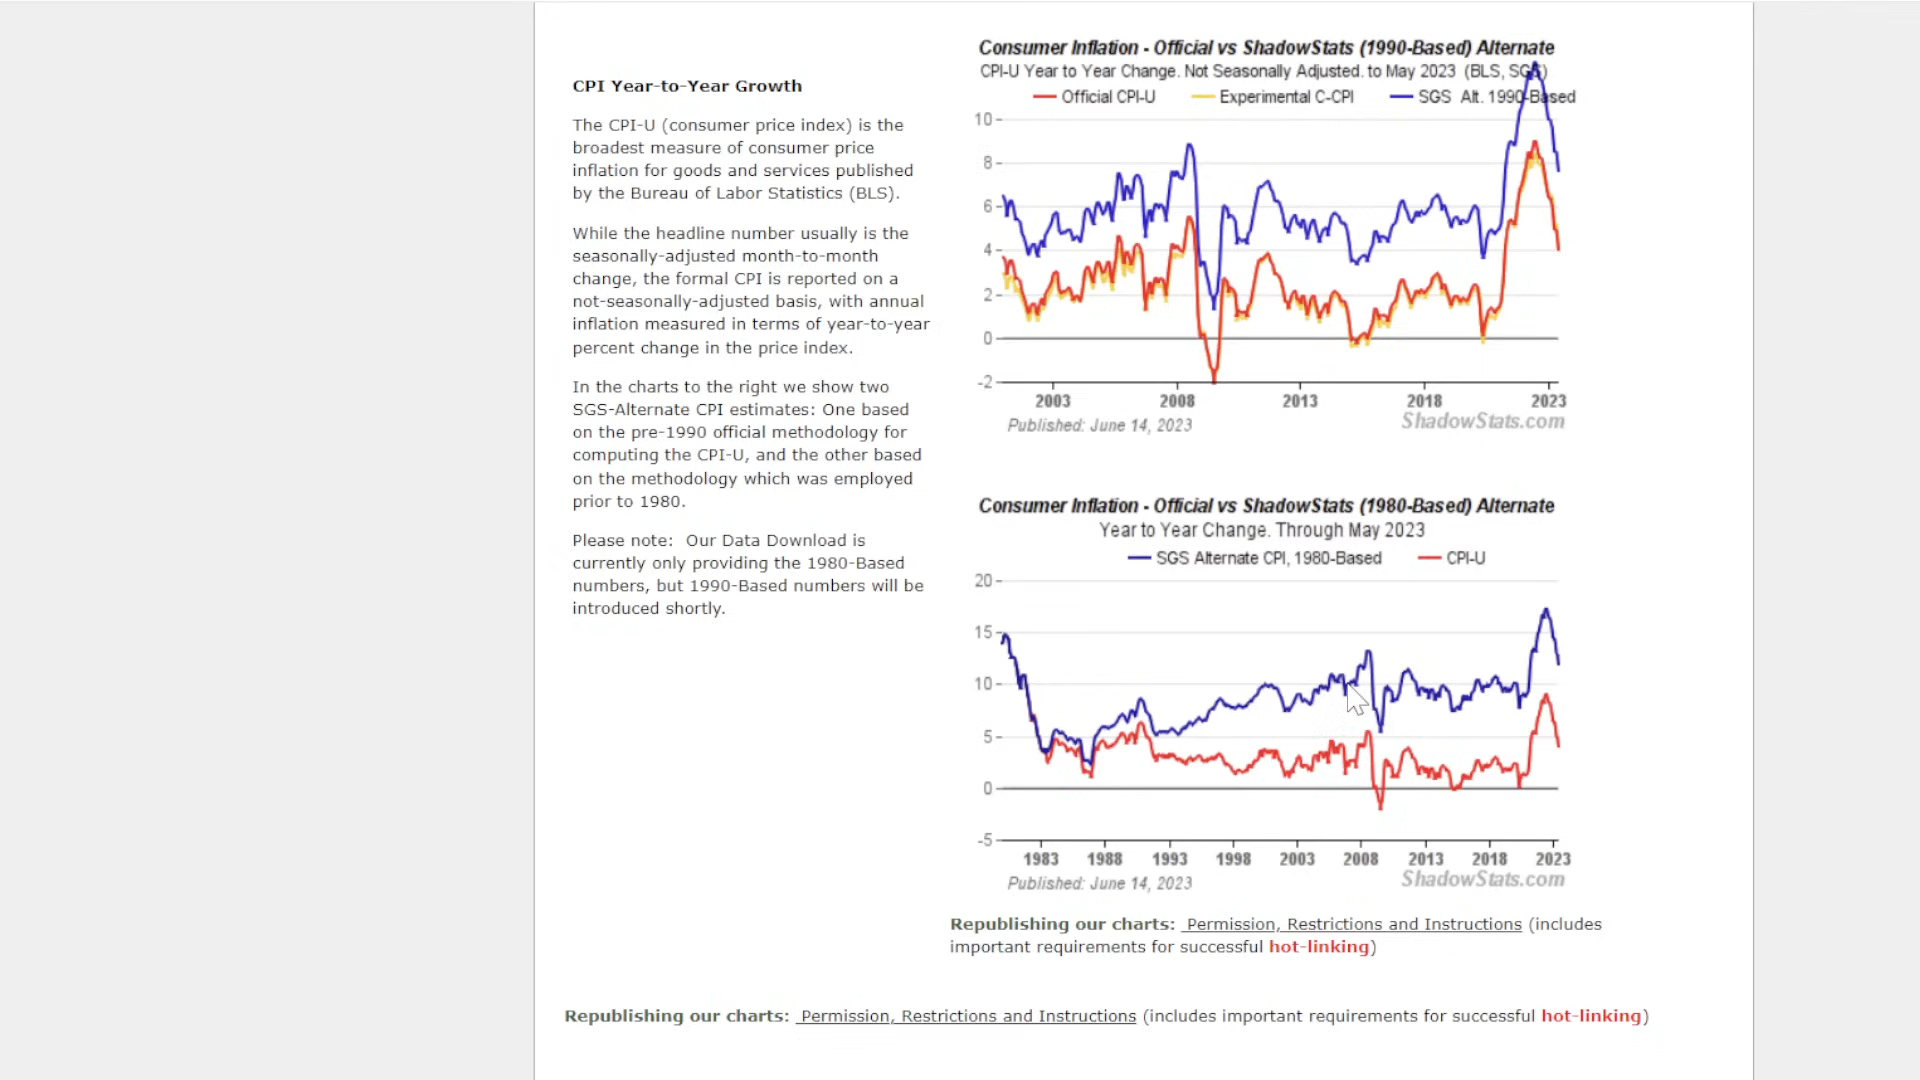 CPI Year-to-Year Growth
The CPI-U (consumer price index) is the
broadest measure of consumer price
inflation for goods and services published
by the Bureau of Labor Statistics (BLS).
While the headline number usually is the
seasonally-adjusted month-to-month
change, the formal CPI is reported on a
not-seasonally-adjusted basis, with annual
inflation measured in terms of year-to-year
percent change in the price index.
In the charts to the right we show two
SGS-Alternate CPI estimates: One based
on the pre-1990 official methodology for
computing the CPI-U, and the other based
on the methodology which was employed
prior to 1980.
Please note:  Our Data Download is
currently only providing the 1980-Based
numbers, but 1990-Based numbers will be
introduced shortly.
Consumer Inflation - Official vs ShadowStats (1990-Based) Alternate
CPI-U Year to Year Change. Not Seasonally Adjusted. to May 2023 (BLS, SGS)
Official CPI-U Experimental C-CPI SGS Alt. 1990-Based
10
8
6
4
2
0
-2
2003 2008 2013 2018 2023
Published: June 14, 2023
ShadowStats.com
Consumer Inflation - Official vs ShadowStats (1980-Based) Alternate
Year to Year Change. Through May 2023
SGS Alternate CPI, 1980-Based CPI-U
20
15
10
5
0
-5
1983 1988 1993 1998 2003 2008 2013 2018 2023
Published: June 14, 2023
ShadowStats.com
Republishing our charts: Permission, Restrictions and Instructions (includes
important requirements for successful hot-linking)
Republishing our charts: Permission, Restrictions and Instructions (includes important requirements for successful hot-linking)